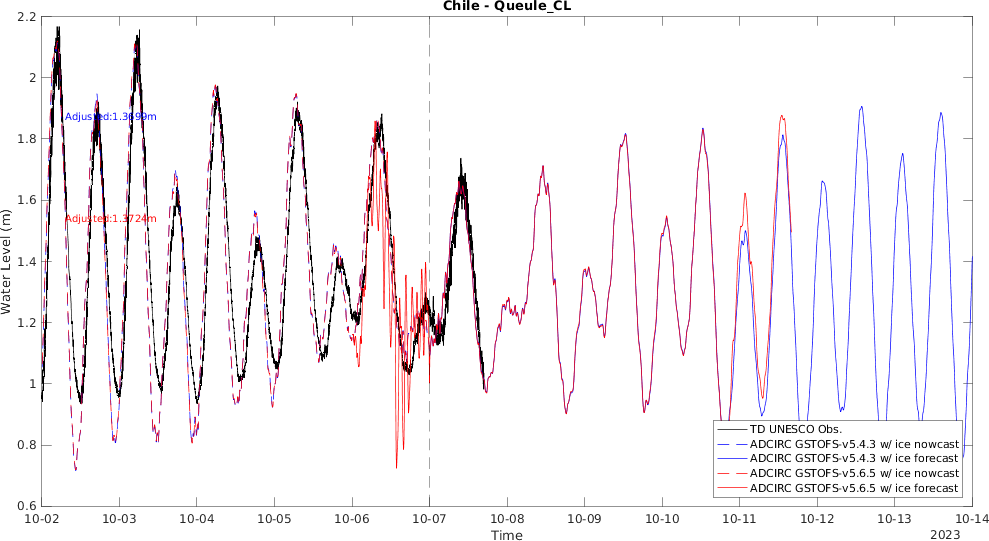 Chile - Queule_CL
2.2
2
1.8
1.6
1.4
1.2
1
0.8
0.6
Water Level (m)
Adjusted:1.3699m
Adjusted:1.3724m
TD UNESCO Obs.
ADCIRC GSTOFS-v5.4.3 w/ ice nowcast
ADCIRC GSTOFS-v5.4.3 w/ ice forecast
ADCIRC GSTOFS-v5.6.5 w/ ice nowcast
ADCIRC GSTOFS-v5.6.5 w/ ice forecast
10-02 10-03 10-04 10-05 10-06 10-07 10-08 10-09 10-10 10-11 10-12 10-13 10-14
Time
2023